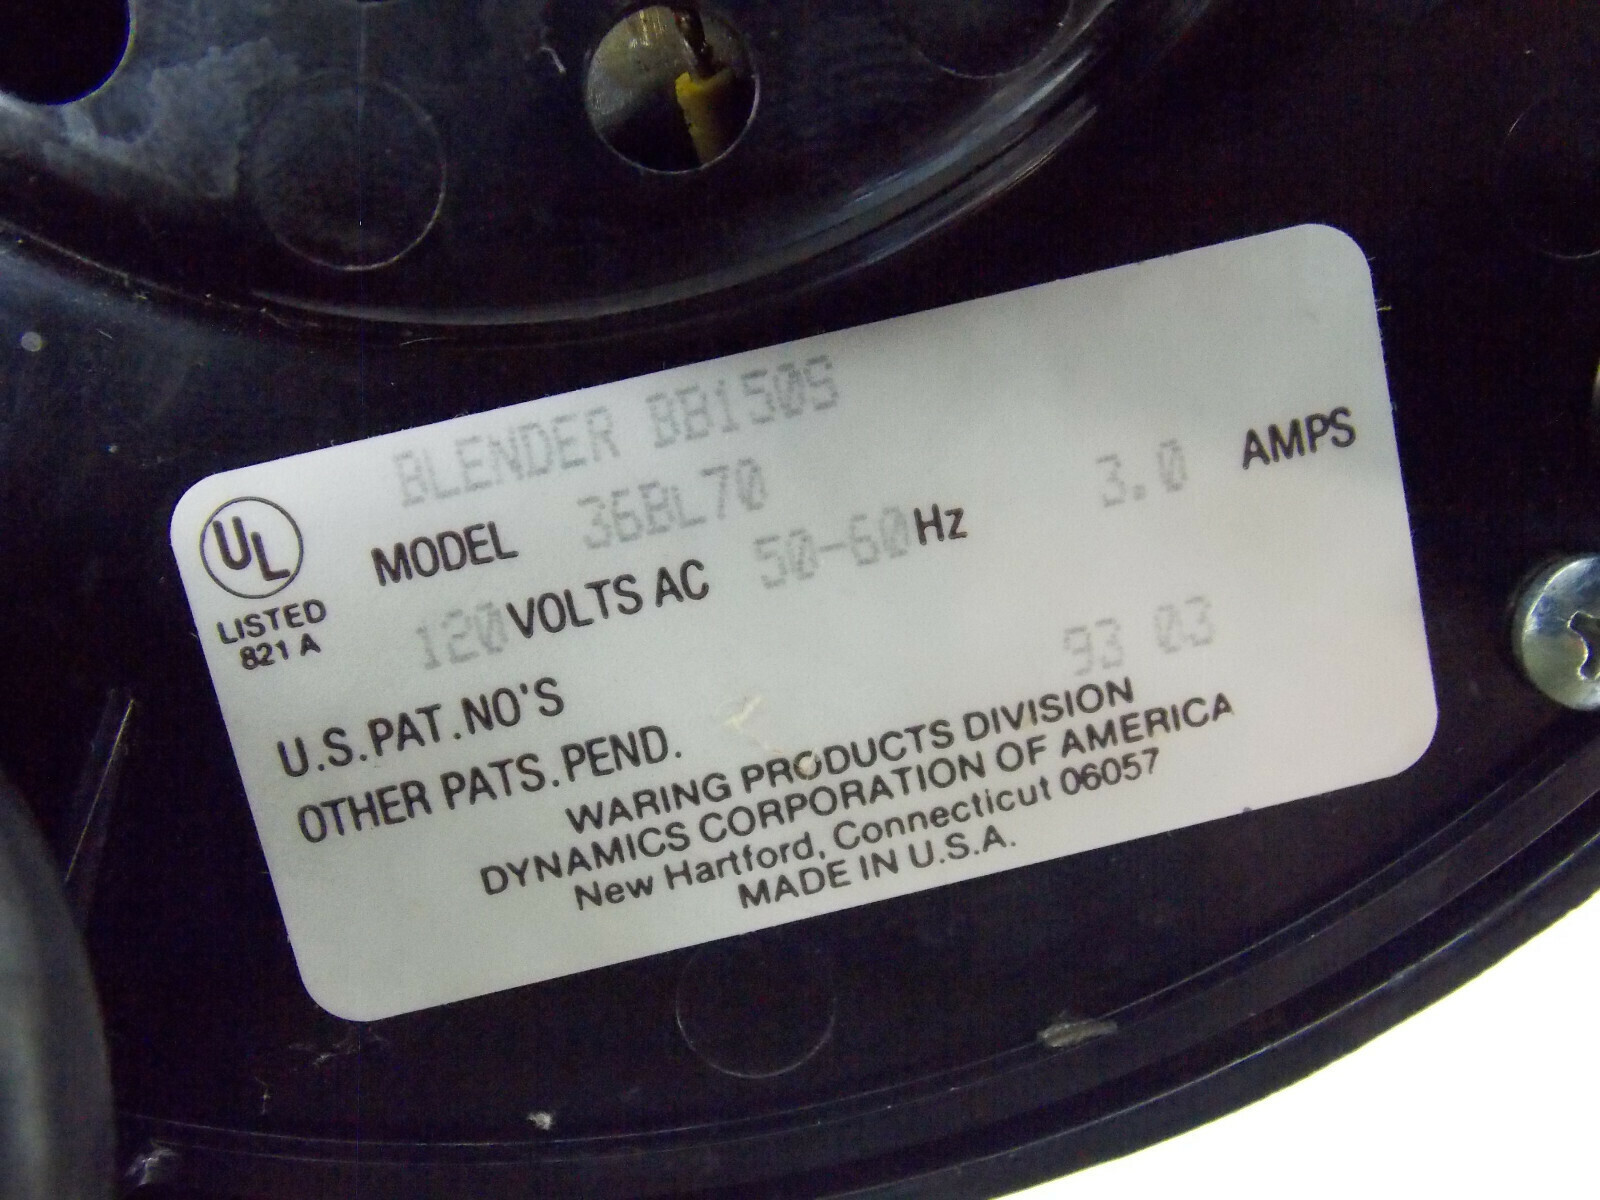 BLENDER BB150S
UL
LISTED
821 A
MODEL 36BL70
120 VOLTS AC 50-60 Hz 3.0 AMPS
U.S. PAT. NO'S 93 03
OTHER PATS. PEND.
WARING PRODUCTS DIVISION
DYNAMICS CORPORATION OF AMERICA
New Hartford, Connecticut 06057
MADE IN U.S.A.